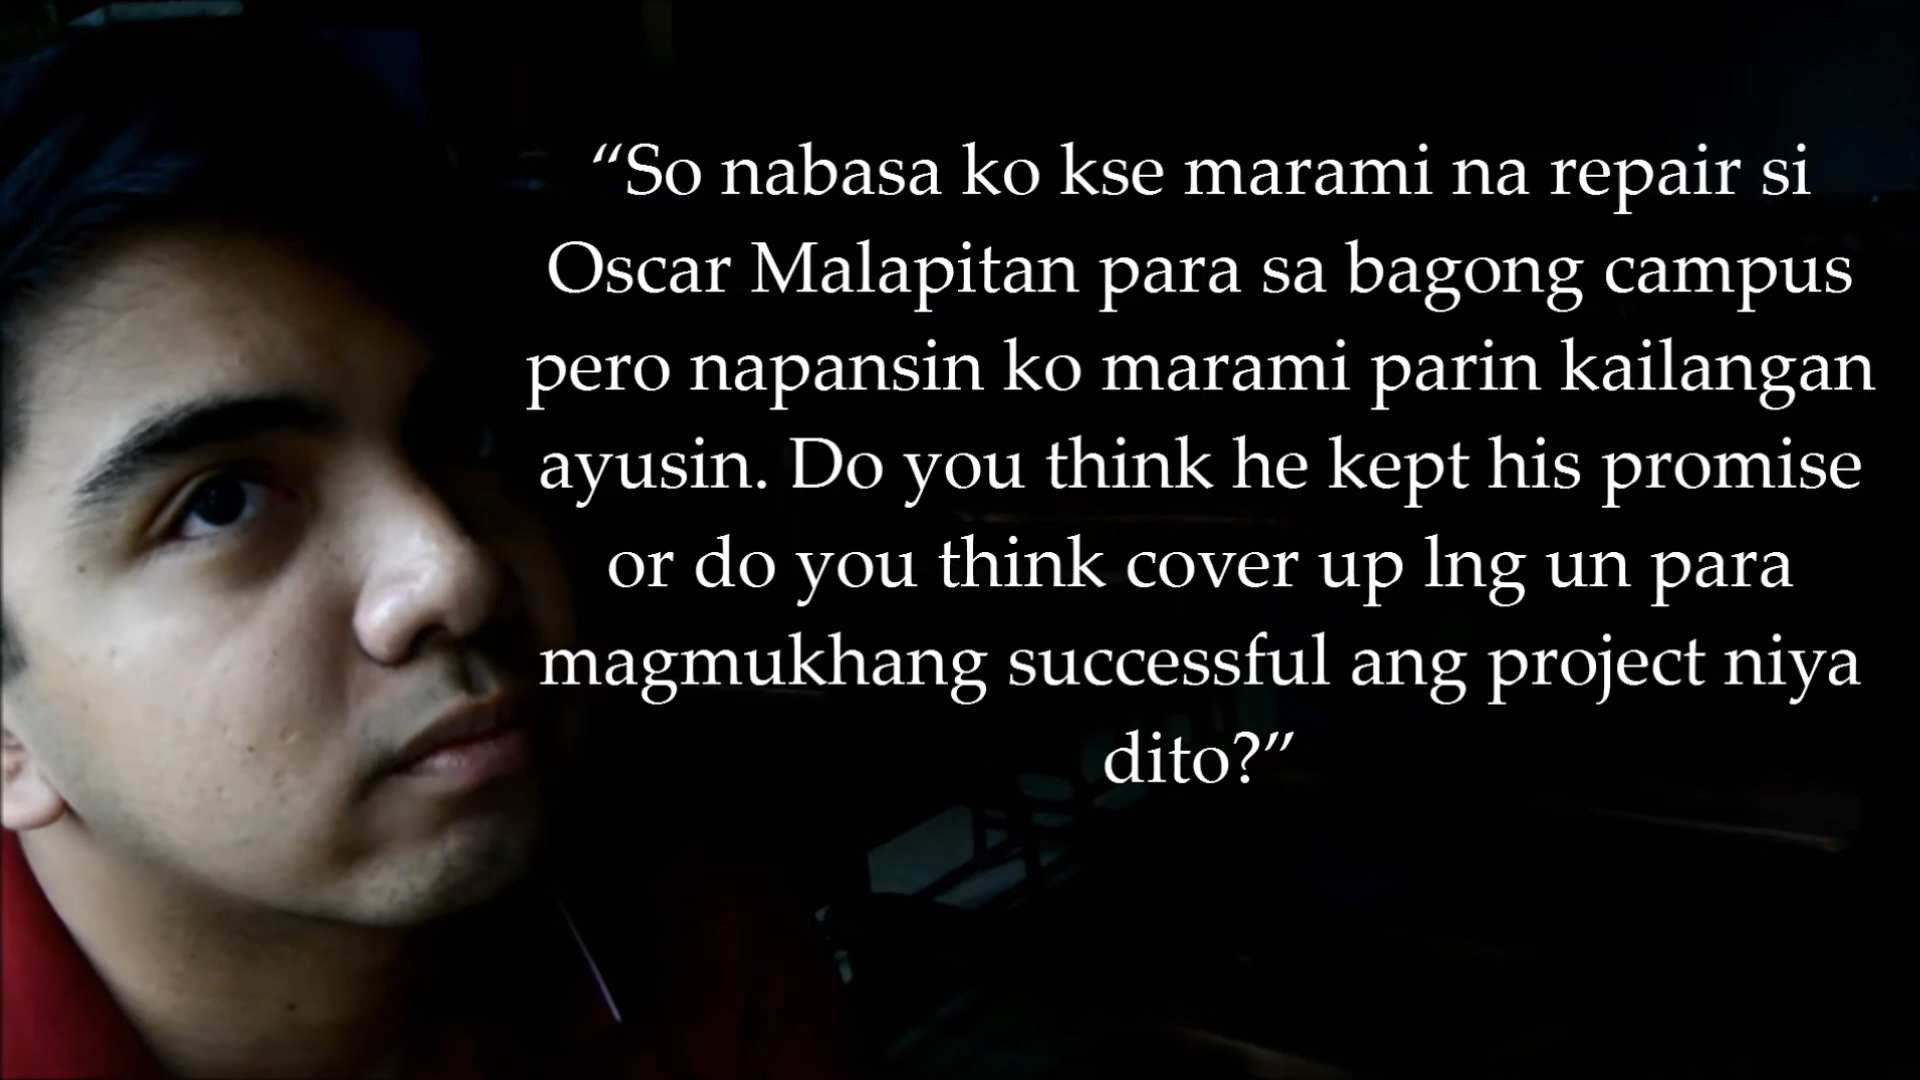 “So nabasa ko kse marami na repair si
Oscar Malapitan para sa bagong campus
pero napansin ko marami parin kailangan
ayusin. Do you think he kept his promise
or do you think cover up lng un para
magmukhang successful ang project niya
dito?”